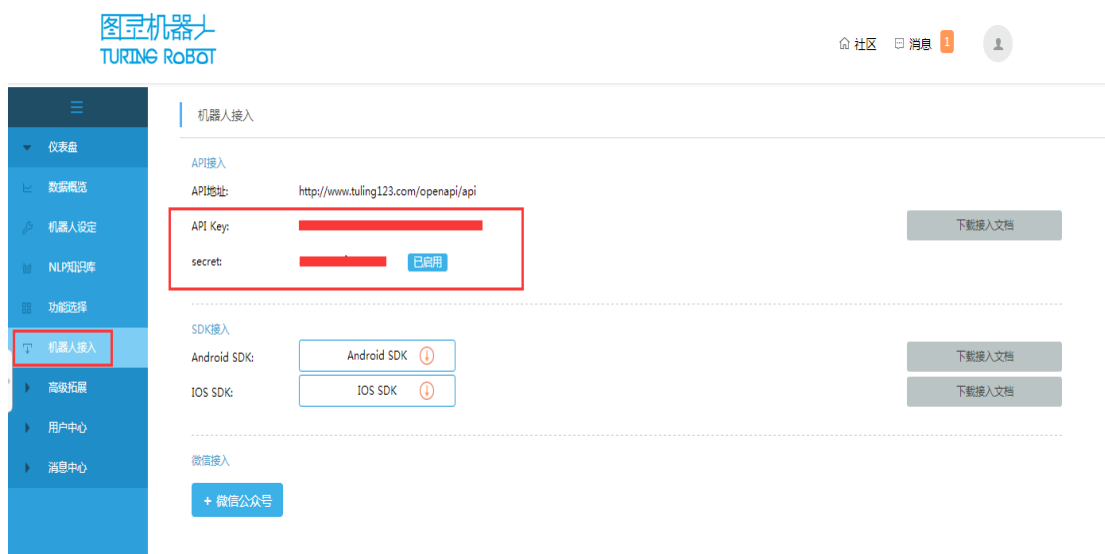 图灵机器人
TURING ROBOT
社区 消息 1
机器人接入
仪表盘
数据概览
机器人设定
NLP知识库
功能选择
机器人接入
高级拓展
用户中心
消息中心
API接入
API地址: http://www.tuling123.com/openapi/api
API Key: 下载接入文档
secret: 已启用
SDK接入
Android SDK: Android SDK 下载接入文档
IOS SDK: IOS SDK 下载接入文档
微信接入
+ 微信公众号